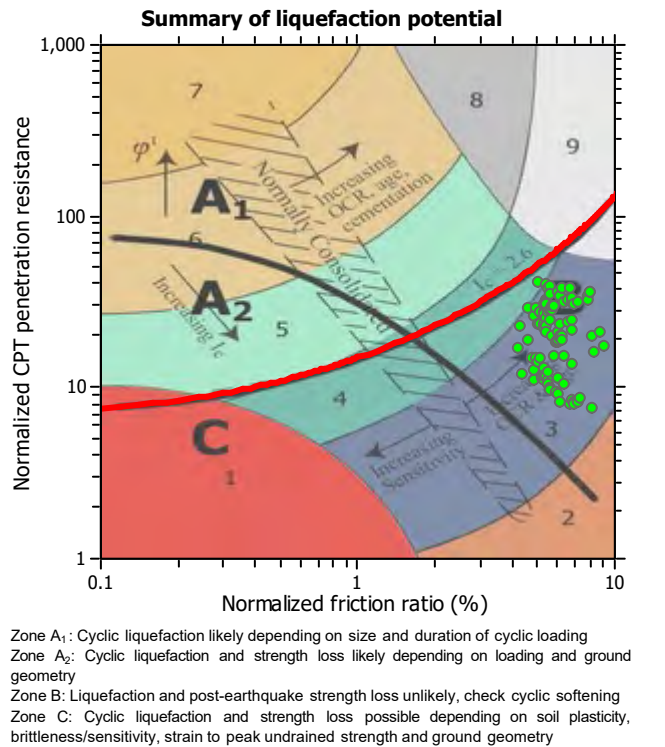 Summary of liquefaction potential
1,000
100
10
1
Normalized CPT penetration resistance
7
8
9
φ'
Increasing
OCR, age,
cementation
A1
Normally Consolidated
6
A2
Increasing Ic
Ic = 2.6
5
B
4
Increasing
OCR &
3
C
Increasing
Sensitivity
1
2
0.1
1
10
Normalized friction ratio (%)
Zone A1: Cyclic liquefaction likely depending on size and duration of cyclic loading
Zone A2: Cyclic liquefaction and strength loss likely depending on loading and ground
geometry
Zone B: Liquefaction and post-earthquake strength loss unlikely, check cyclic softening
Zone C: Cyclic liquefaction and strength loss possible depending on soil plasticity,
brittleness/sensitivity, strain to peak undrained strength and ground geometry